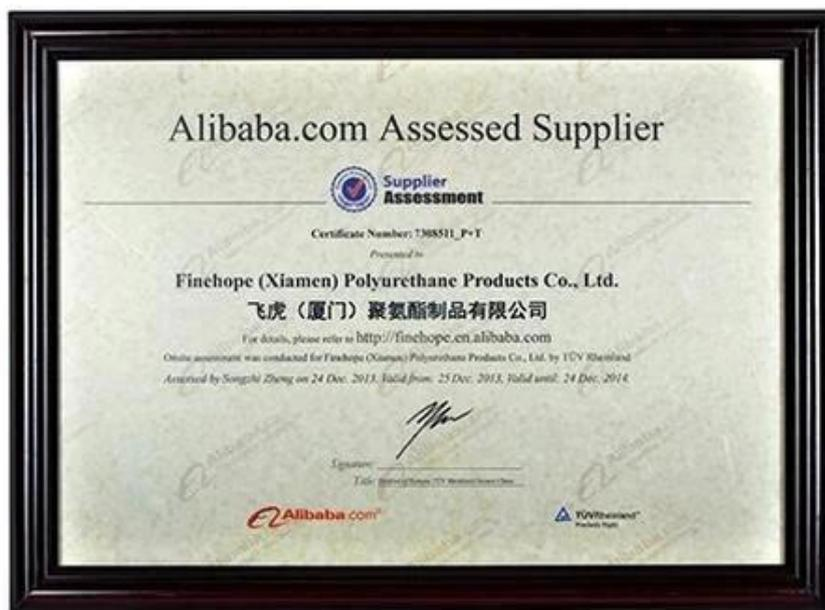 Alibaba.com Assessed Supplier
Supplier
Assessment
Certificate Number: 7308511_P+T
Presented to
Finehope (Xiamen) Polyurethane Products Co., Ltd.
飞虎（厦门）聚氨酯制品有限公司
For details, please refer to http://finehope.en.alibaba.com
Onsite assessment was conducted for Finehope (Xiamen) Polyurethane Products Co., Ltd. by TÜV Rheinland
Assessed by Songzhi Zheng on 24 Dec. 2013, Valid from: 25 Dec. 2013, Valid until: 24 Dec. 2014
Signature:
Title:
Alibaba.com®
TÜVRheinland®
Precisely Right.